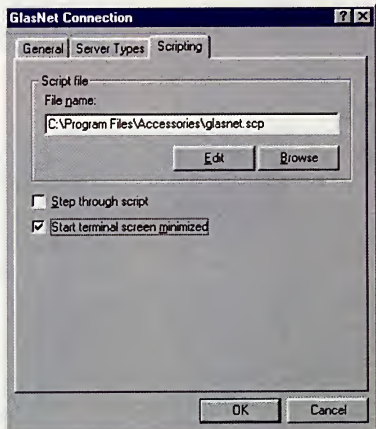 GlasNet Connection
General Server Types Scripting
Script file
File name:
C:\Program Files\Accessories\glasnet.scp
Edit Browse
Step through script
Start terminal screen minimized
OK Cancel